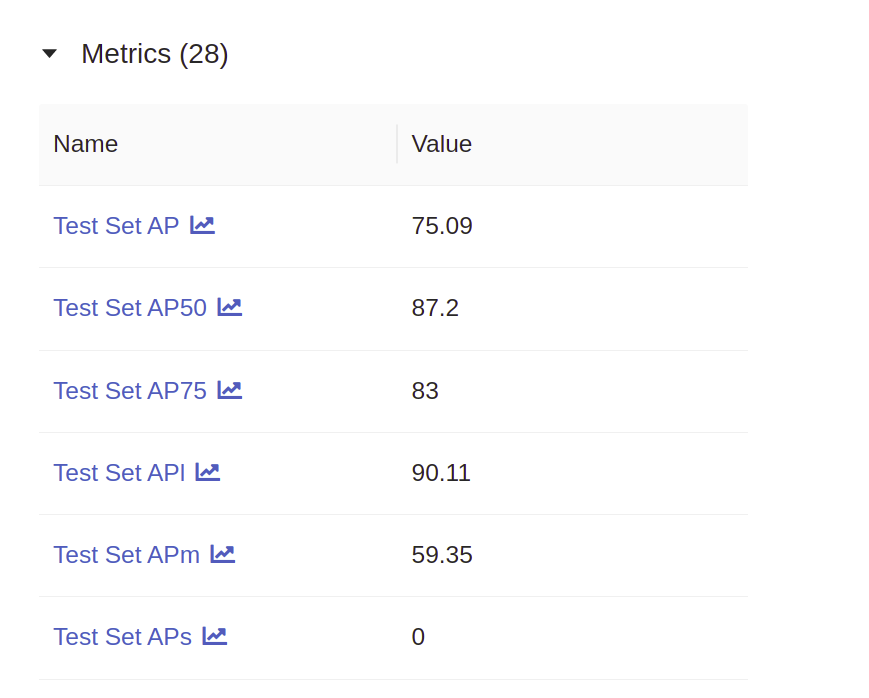 Metrics (28)
Name Value
Test Set AP 75.09
Test Set AP50 87.2
Test Set AP75 83
Test Set APl 90.11
Test Set APm 59.35
Test Set APs 0